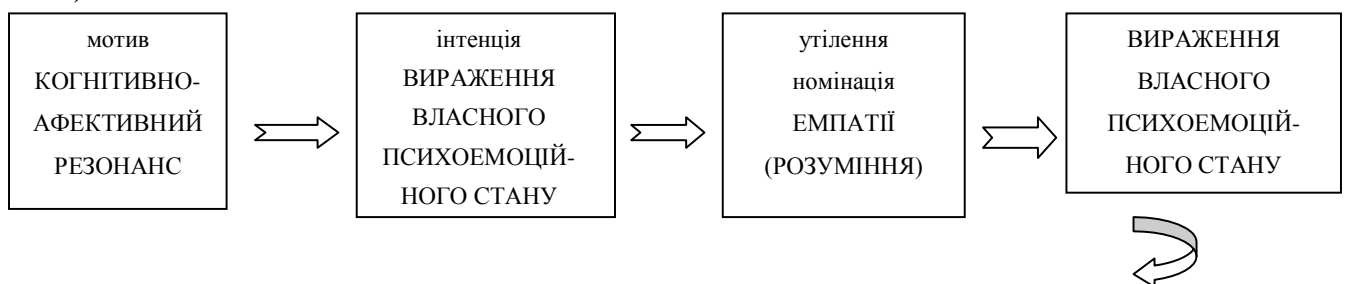 мотив
КОГНІТИВНО-
АФЕКТИВНИЙ
РЕЗОНАНС
інтенція
ВИРАЖЕННЯ
ВЛАСНОГО
ПСИХОЕМОЦІЙ-
НОГО СТАНУ
утілення
номінація
ЕМПАТІЇ
(РОЗУМІННЯ)
ВИРАЖЕННЯ
ВЛАСНОГО
ПСИХОЕМОЦІЙ-
НОГО СТАНУ